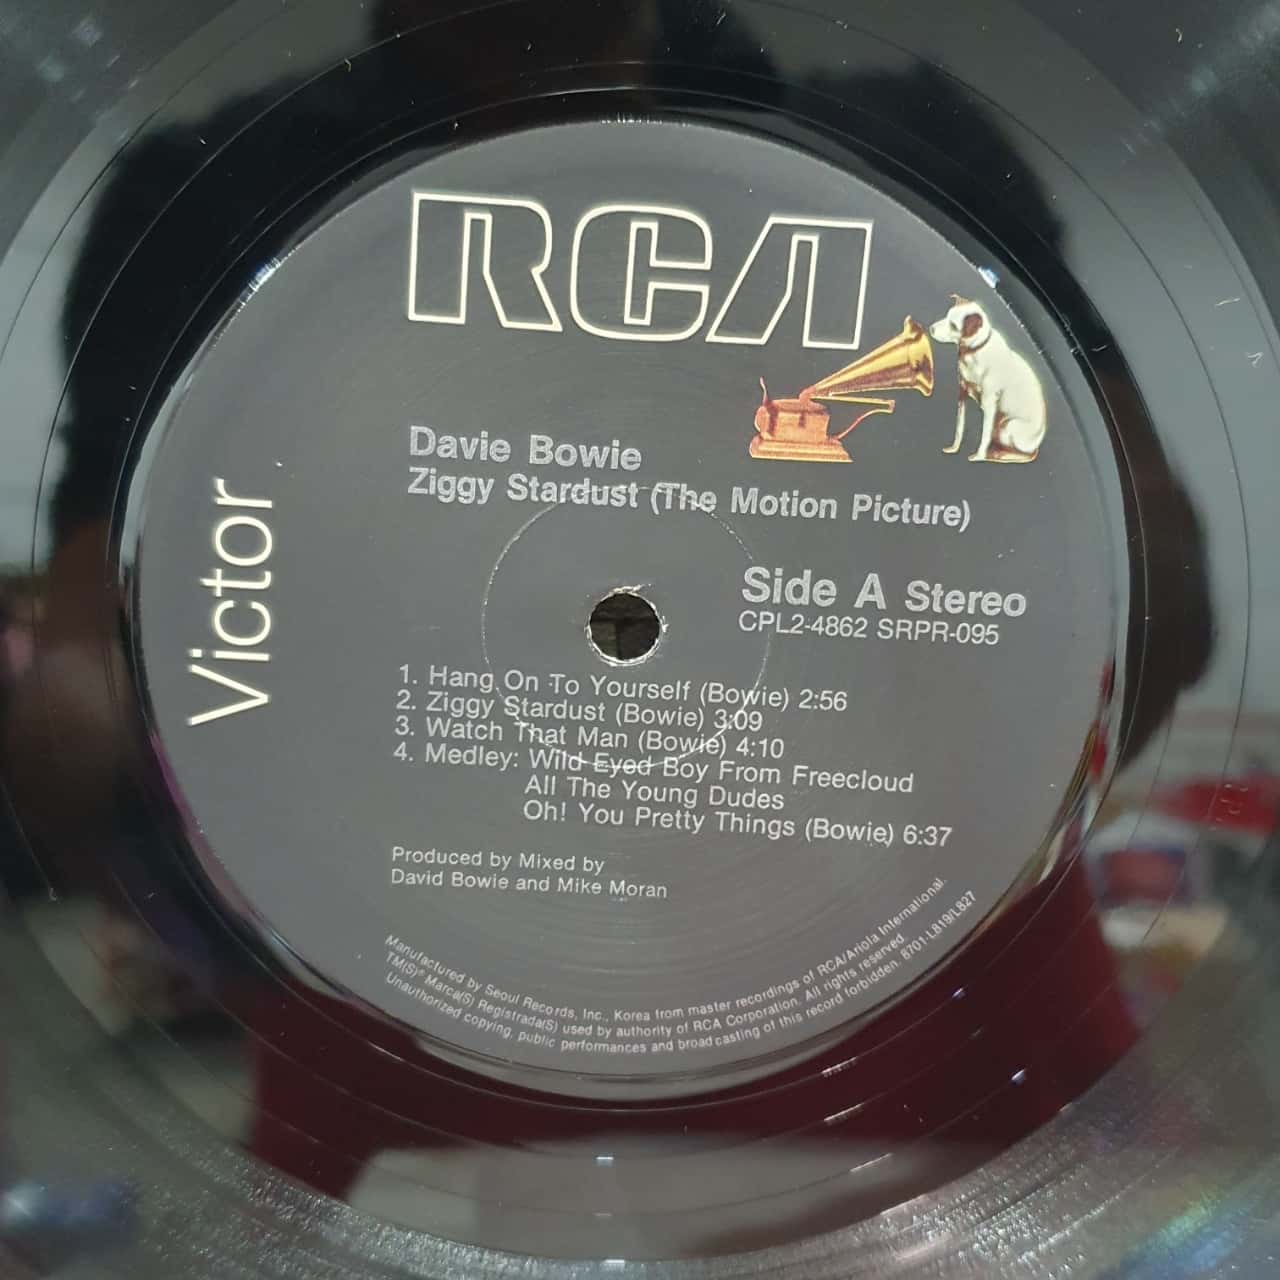 RCA
Victor
Davie Bowie
Ziggy Stardust (The Motion Picture)
Side A Stereo
CPL2-4862 SRPR-095
1. Hang On To Yourself (Bowie) 2:56
2. Ziggy Stardust (Bowie) 3:09
3. Watch That Man (Bowie) 4:10
4. Medley: Wild Eyed Boy From Freecloud
All The Young Dudes
Oh! You Pretty Things (Bowie) 6:37
Produced by Mixed by
David Bowie and Mike Moran
Manufactured by Seoul Records, Inc., Korea from master recordings of RCA/Ariola International.
TM(S)® Marca(S) Registrada(S) used by authority of RCA Corporation. All rights reserved.
Unauthorized copying, public performances and broadcasting of this record forbidden. 8701-L819/L827